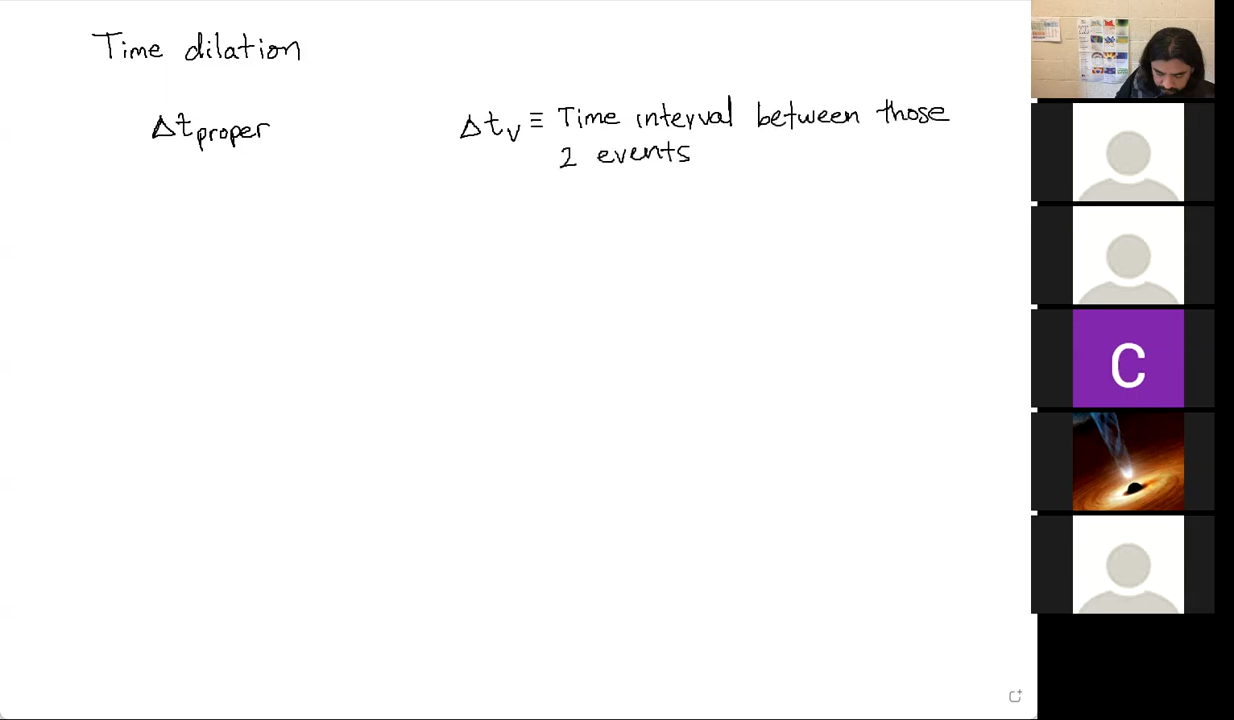 Time dilation
Δt_proper
Δt_v ≡ Time interval between those
2 events
C